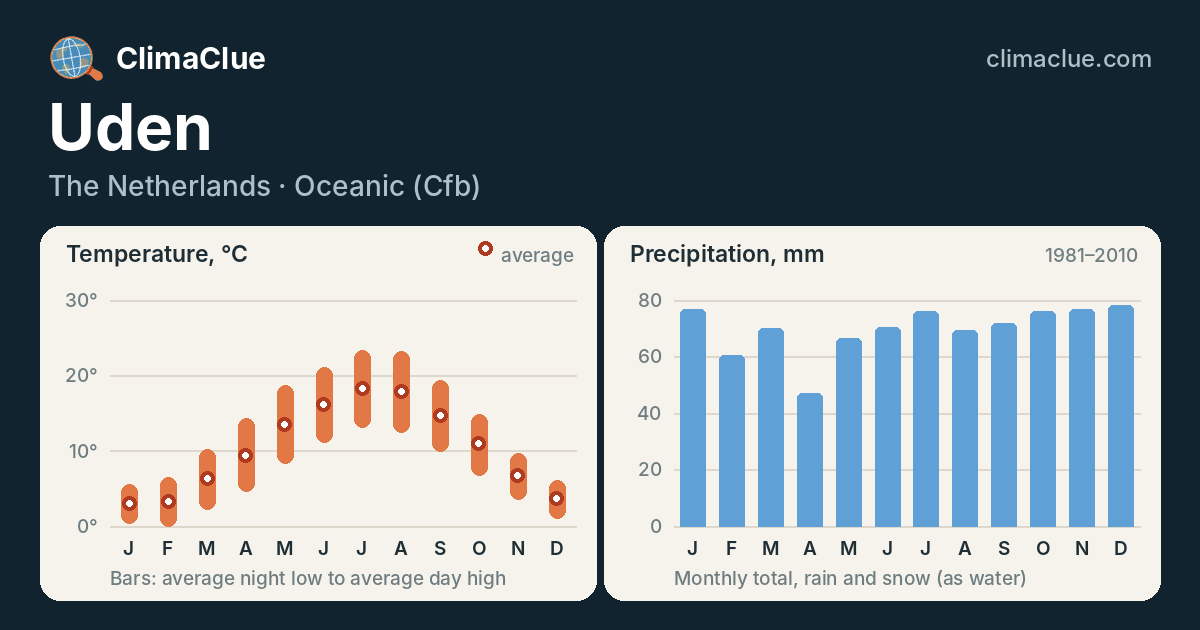 ClimaClue
climaclue.com
Uden
The Netherlands · Oceanic (Cfb)
Temperature, °C
average
30°
20°
10°
0°
J F M A M J J A S O N D
Bars: average night low to average day high
Precipitation, mm
1981–2010
80
60
40
20
0
J F M A M J J A S O N D
Monthly total, rain and snow (as water)